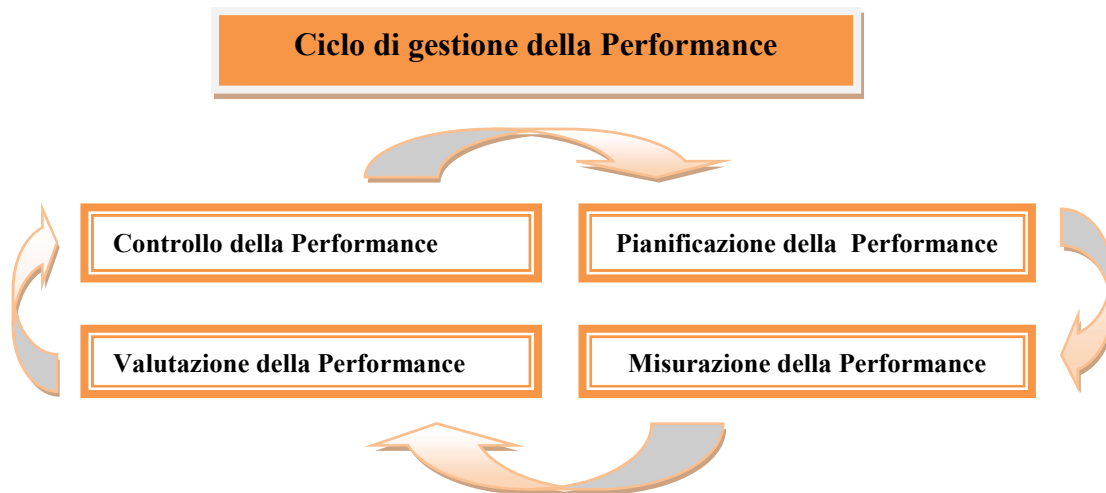 Ciclo di gestione della Performance
Controllo della Performance
Pianificazione della  Performance
Valutazione della Performance
Misurazione della Performance